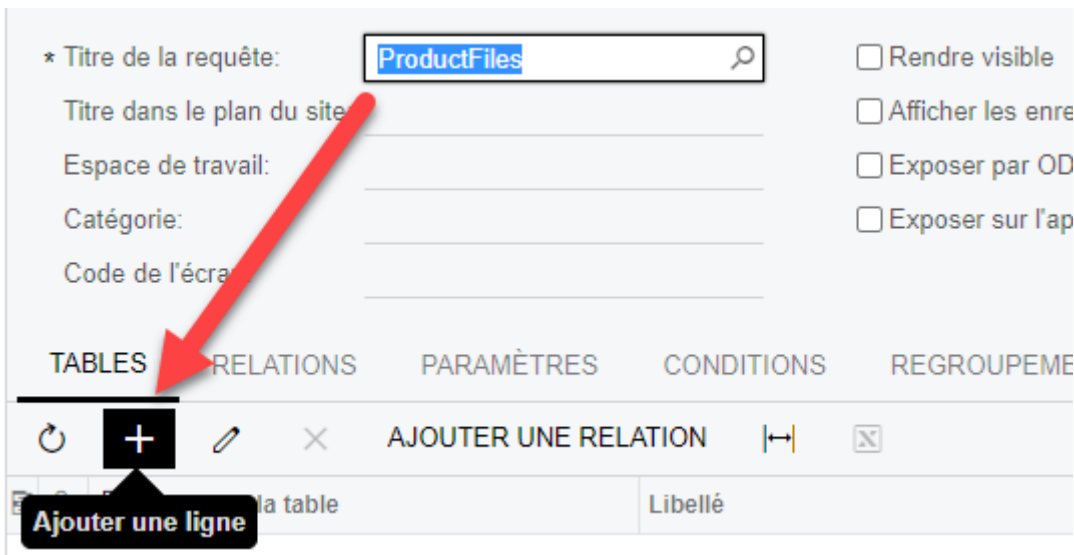 * Titre de la requête: ProductFiles Rendre visible
Titre dans le plan du site Afficher les enre
Espace de travail: Exposer par OD
Catégorie: Exposer sur l'ap
Code de l'écra
TABLES RELATIONS PARAMÈTRES CONDITIONS REGROUPEME
AJOUTER UNE RELATION
la table Libellé
Ajouter une ligne